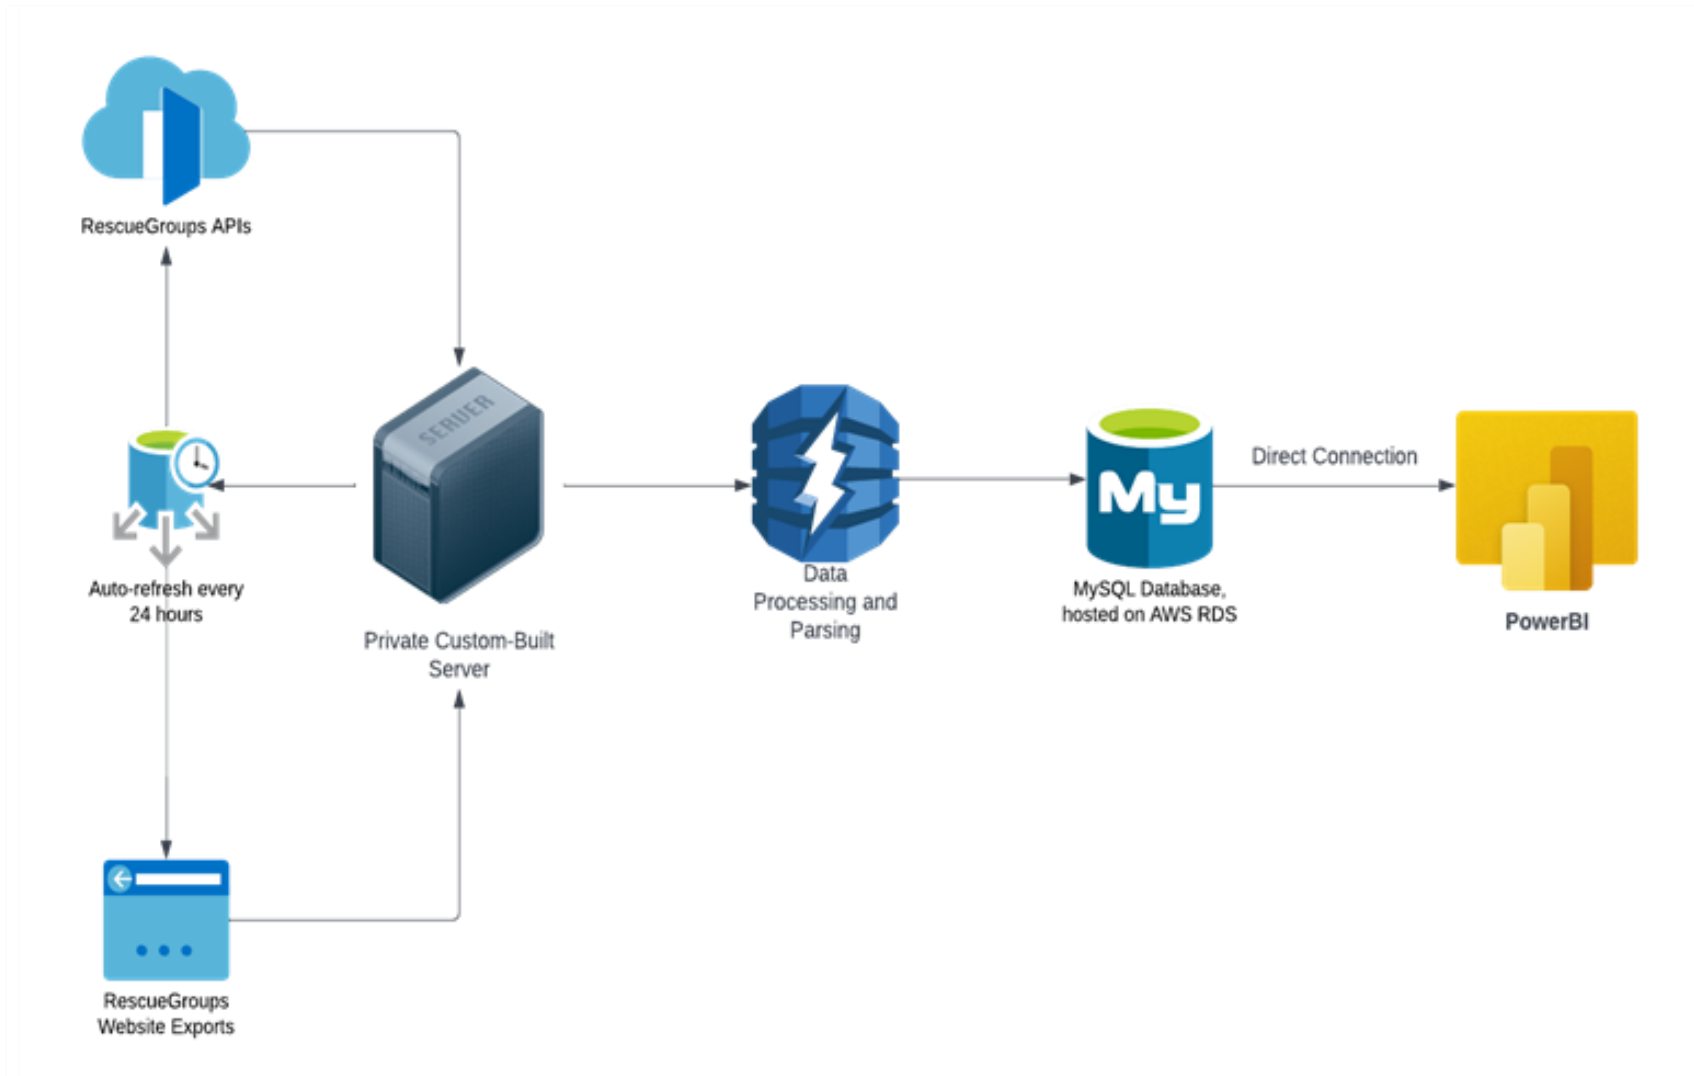 RescueGroups APIs
SERVER
Auto-refresh every
24 hours
Private Custom-Built
Server
Data
Processing and
Parsing
My
MySQL Database,
hosted on AWS RDS
Direct Connection
PowerBI
RescueGroups
Website Exports